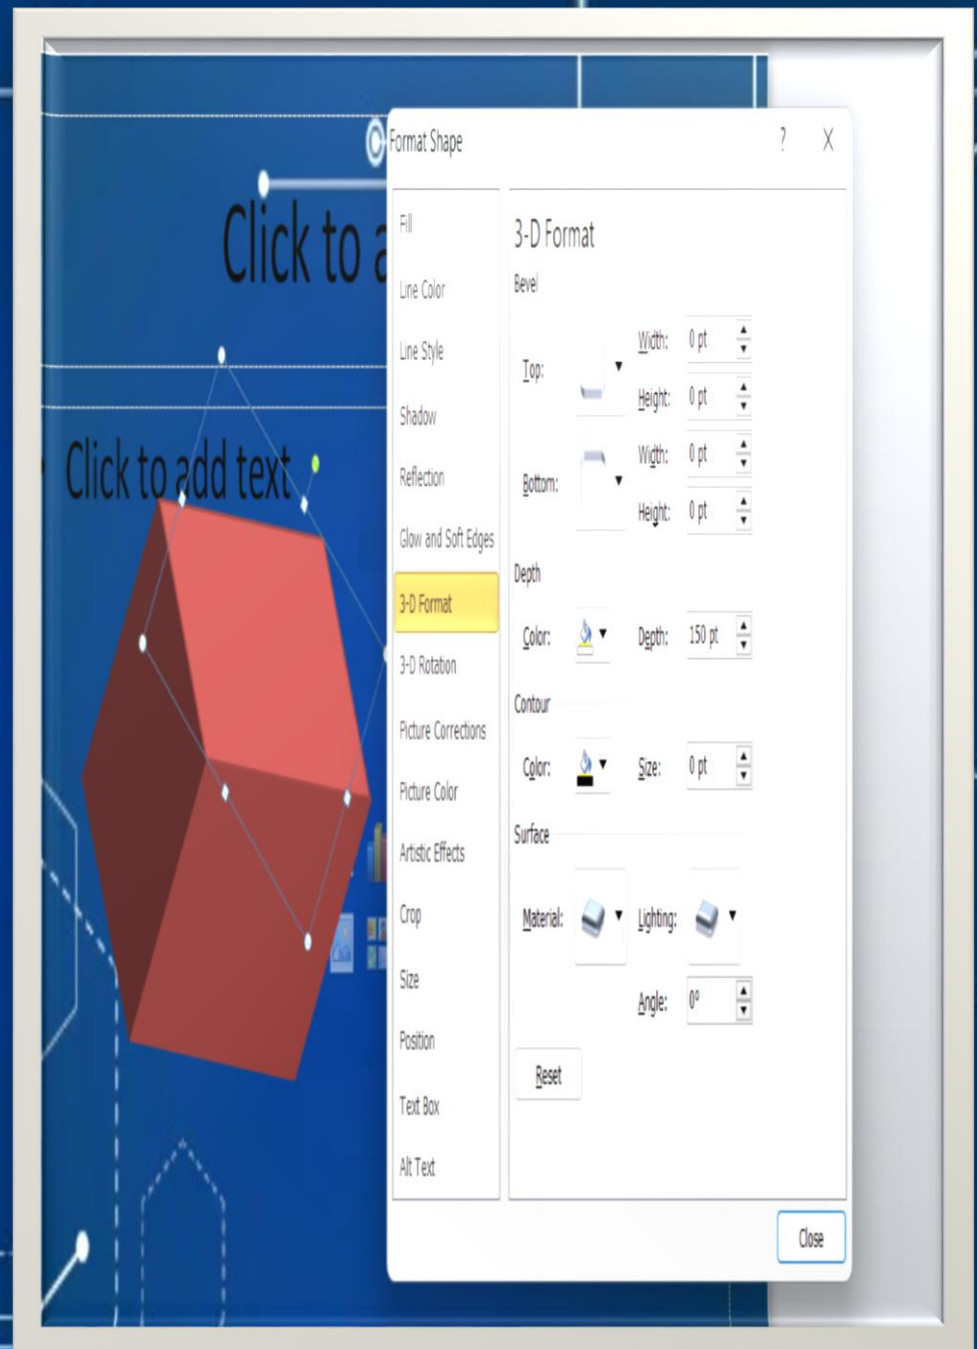 Format Shape ? X
Click to a
Click to add text
Fill
Line Color
Line Style
Shadow
Reflection
Glow and Soft Edges
3-D Format
3-D Rotation
Picture Corrections
Picture Color
Artistic Effects
Crop
Size
Position
Text Box
Alt Text
3-D Format
Bevel
Top:
Width: 0 pt
Height: 0 pt
Bottom:
Width: 0 pt
Height: 0 pt
Depth
Color: Depth: 150 pt
Contour
Color: Size: 0 pt
Surface
Material: Lighting:
Angle: 0°
Reset
Close